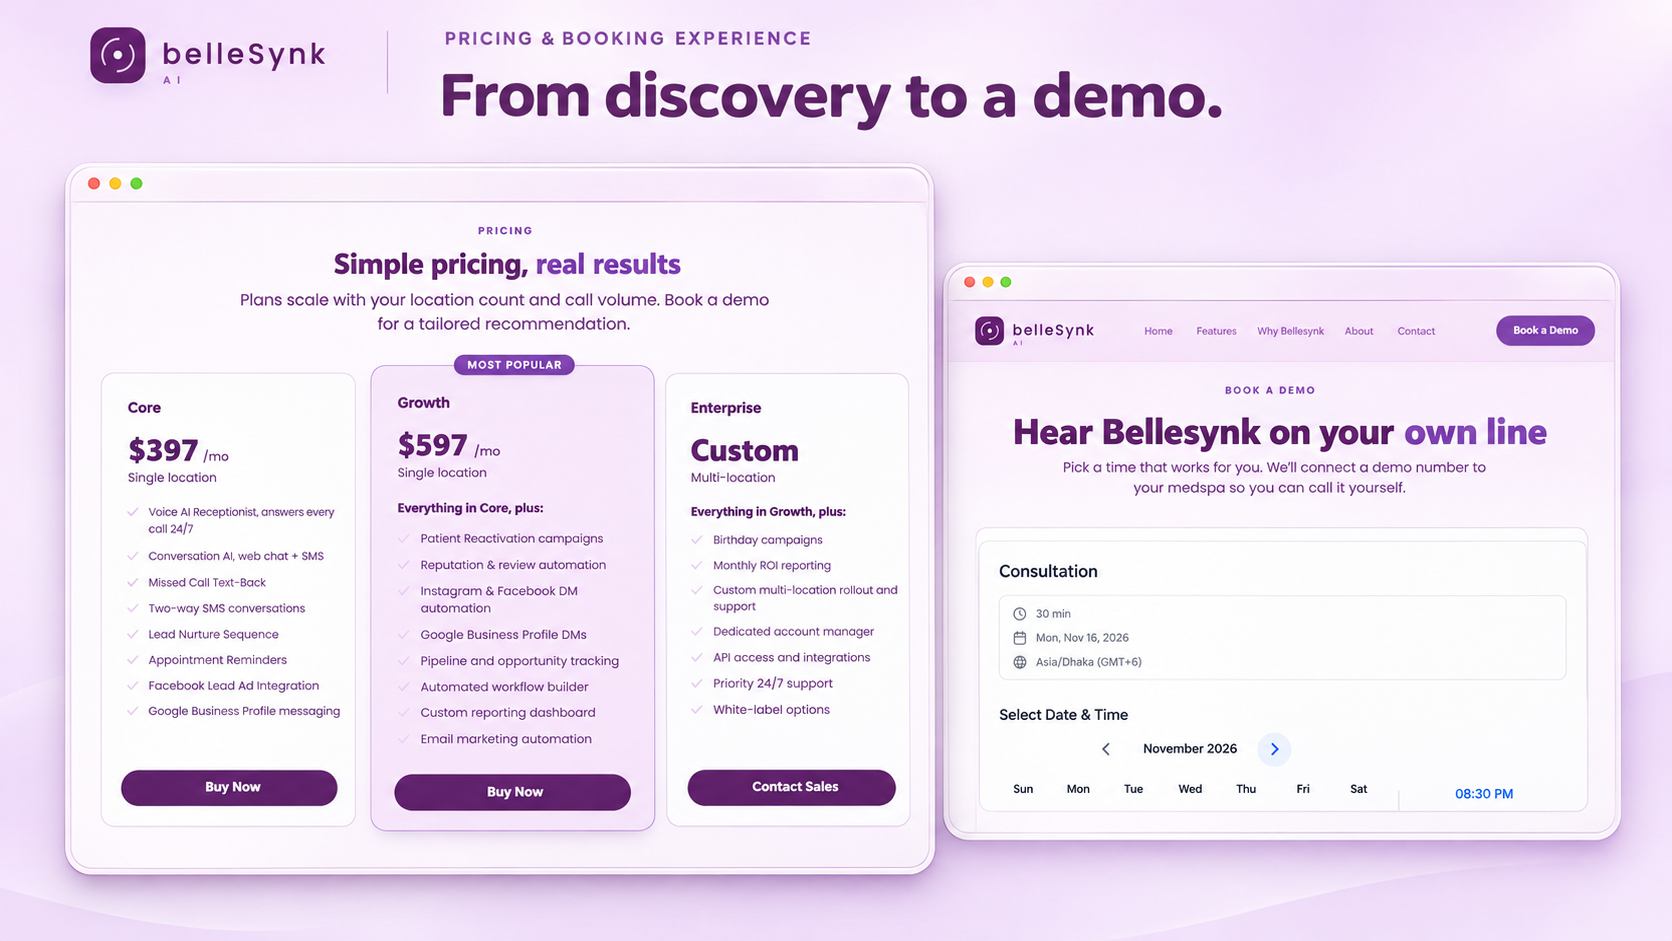 belleSynk
AI
PRICING & BOOKING EXPERIENCE
From discovery to a demo.
PRICING
Simple pricing, real results
Plans scale with your location count and call volume. Book a demo
for a tailored recommendation.
Core
$397 /mo
Single location
Voice AI Receptionist, answers every
call 24/7
Conversation AI, web chat + SMS
Missed Call Text-Back
Two-way SMS conversations
Lead Nurture Sequence
Appointment Reminders
Facebook Lead Ad Integration
Google Business Profile messaging
Buy Now
MOST POPULAR
Growth
$597 /mo
Single location
Everything in Core, plus:
Patient Reactivation campaigns
Reputation & review automation
Instagram & Facebook DM
automation
Google Business Profile DMs
Pipeline and opportunity tracking
Automated workflow builder
Custom reporting dashboard
Email marketing automation
Buy Now
Enterprise
Custom
Multi-location
Everything in Growth, plus:
Birthday campaigns
Monthly ROI reporting
Custom multi-location rollout and
support
Dedicated account manager
API access and integrations
Priority 24/7 support
White-label options
Contact Sales
belleSynk
AI
Home Features Why Bellesynk About Contact
Book a Demo
BOOK A DEMO
Hear Bellesynk on your own line
Pick a time that works for you. We'll connect a demo number to
your medspa so you can call it yourself.
Consultation
30 min
Mon, Nov 16, 2026
Asia/Dhaka (GMT+6)
Select Date & Time
November 2026
Sun Mon Tue Wed Thu Fri Sat
08:30 PM